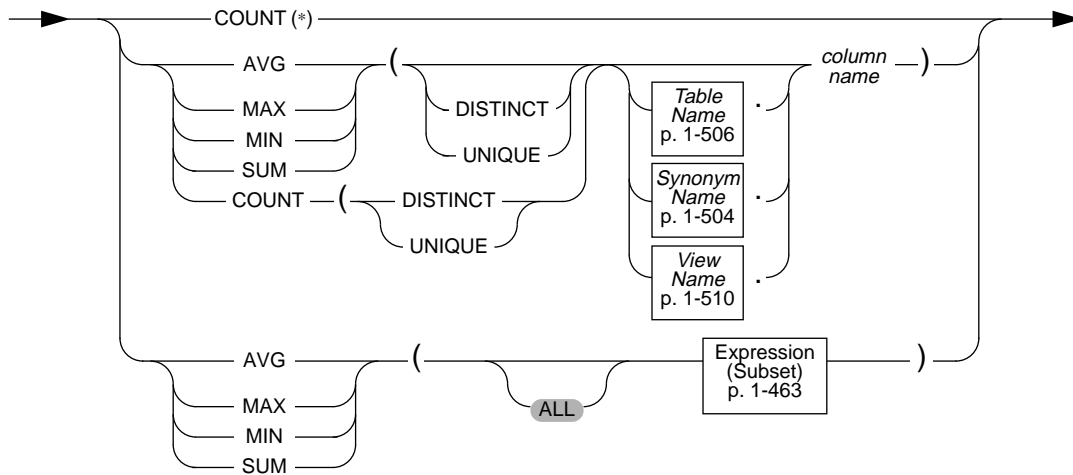 COUNT (*)
AVG ( column name )
MAX
MIN
SUM
DISTINCT
UNIQUE
COUNT ( DISTINCT
UNIQUE
Table
Name
p. 1-506
.
Synonym
Name
p. 1-504
.
View
Name
p. 1-510
.
AVG ( )
MAX
MIN
SUM
ALL
Expression
(Subset)
p. 1-463